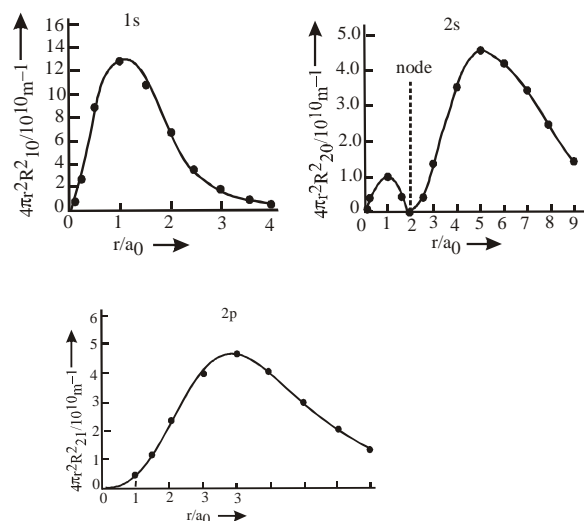 1s
4πr²R²₁₀/10¹⁰m⁻¹
16
14
12
10
8
6
4
2
0
0 1 2 3 4
r/a₀
2s
node
4πr²R²₂₀/10¹⁰m⁻¹
5.0
4.0
3.0
2.0
1.0
0
0 1 2 3 4 5 6 7 8 9
r/a₀
2p
4πr²R²₂₁/10¹⁰m⁻¹
6
5
4
3
2
1
0
0 1 2 3 3
r/a₀